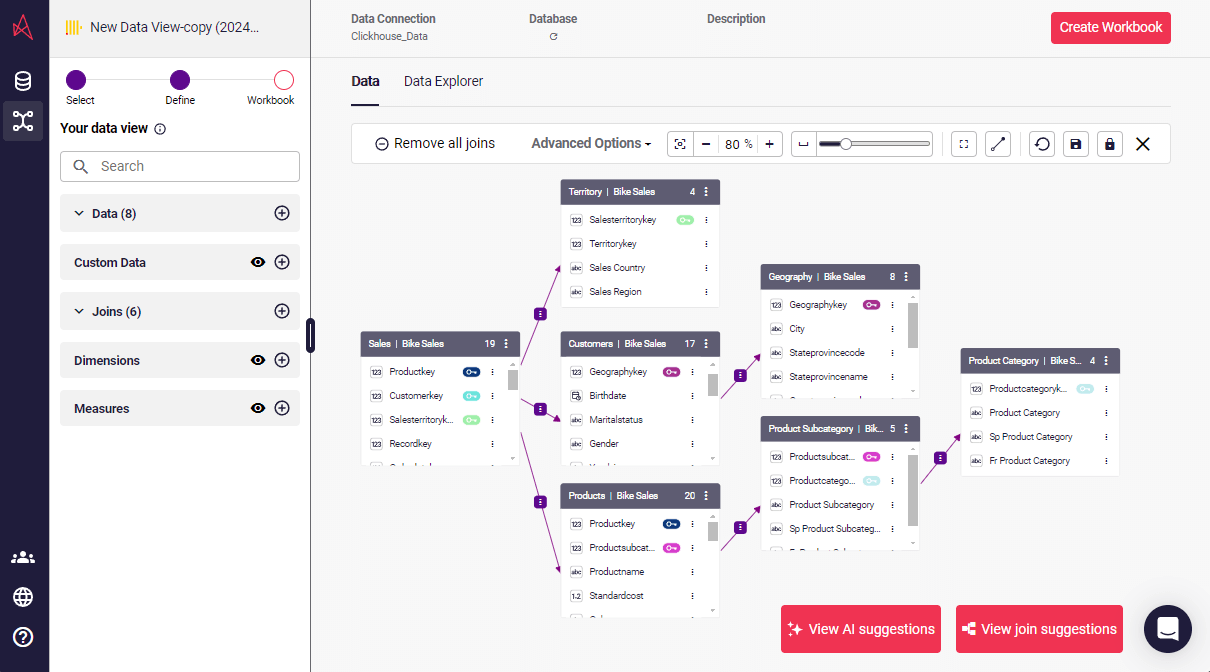 New Data View-copy (2024...
Select
Define
Workbook
Your data view
Search
Data (8)
Custom Data
Joins (6)
Dimensions
Measures
Data Connection
Clickhouse_Data
Database
Description
Create Workbook
Data
Data Explorer
Remove all joins
Advanced Options
80 %
Territory | Bike Sales 4
123 Salesterritorykey
123 Territorykey
abc Sales Country
abc Sales Region
Sales | Bike Sales 19
123 Productkey
123 Customerkey
123 Salesterritoryk...
123 Recordkey
Customers | Bike Sales 17
123 Geographykey
Birthdate
abc Maritalstatus
abc Gender
Products | Bike Sales 20
123 Productkey
123 Productsubcat...
abc Productname
1.2 Standardcost
Geography | Bike Sales 8
123 Geographykey
abc City
abc Stateprovincecode
abc Stateprovincename
Product Subcategory | Bik... 5
123 Productsubcat...
123 Productcatego...
abc Product Subcategory
abc Sp Product Subcateg...
Product Category | Bike S... 4
123 Productcategoryk...
abc Product Category
abc Sp Product Category
abc Fr Product Category
View AI suggestions
View join suggestions